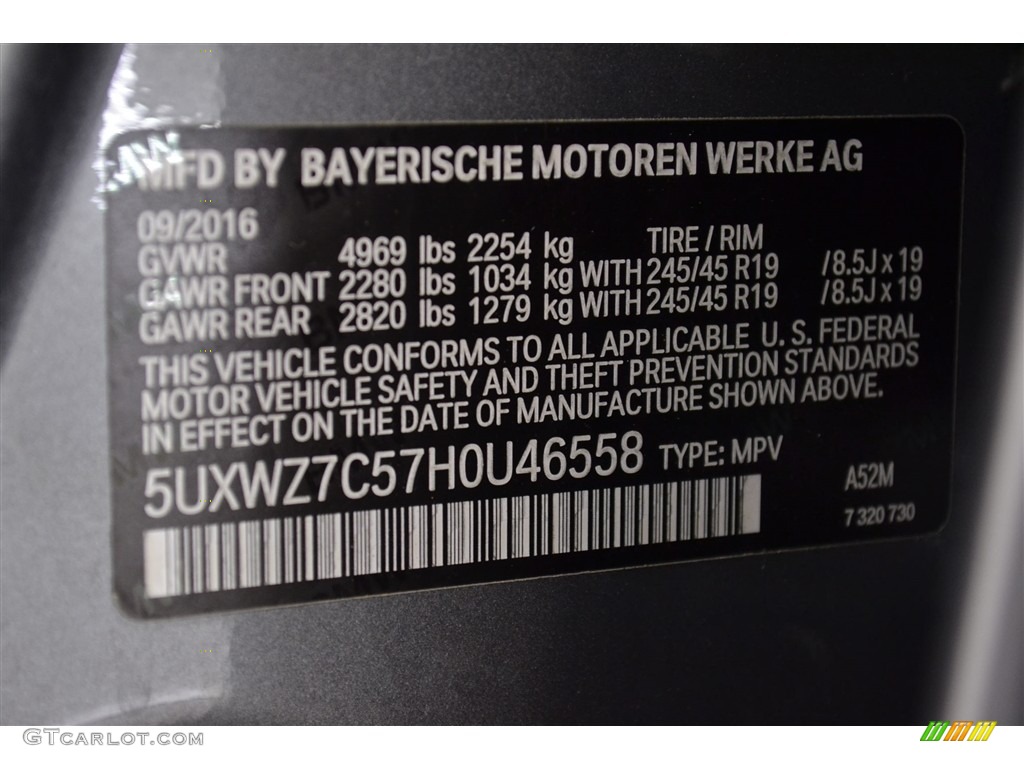 MFD BY BAYERISCHE MOTOREN WERKE AG
09/2016
GVWR 4969 lbs 2254 kg TIRE / RIM
GAWR FRONT 2280 lbs 1034 kg WITH 245/45 R19 /8.5J x 19
GAWR REAR 2820 lbs 1279 kg WITH 245/45 R19 /8.5J x 19
THIS VEHICLE CONFORMS TO ALL APPLICABLE U. S. FEDERAL
MOTOR VEHICLE SAFETY AND THEFT PREVENTION STANDARDS
IN EFFECT ON THE DATE OF MANUFACTURE SHOWN ABOVE.
5UXWZ7C57H0U46558 TYPE: MPV
A52M
7 320 730
GTCARLOT.COM